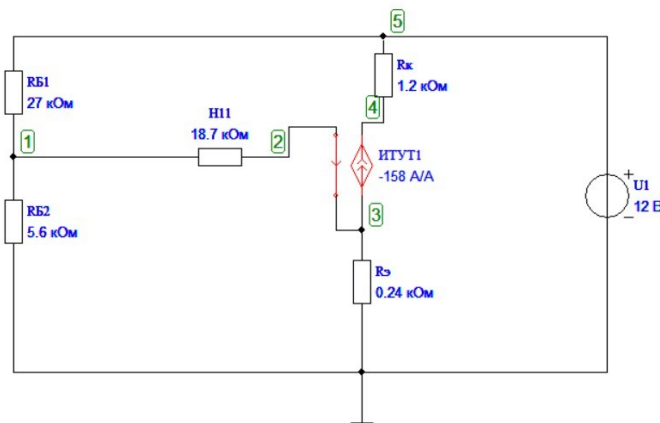 5
RБ1
27 кОм
Rк
1.2 кОм
4
H11
18.7 кОм
1
2
ИТУТ1
-158 А/А
U1
12 В
RБ2
5.6 кОм
3
Rэ
0.24 кОм